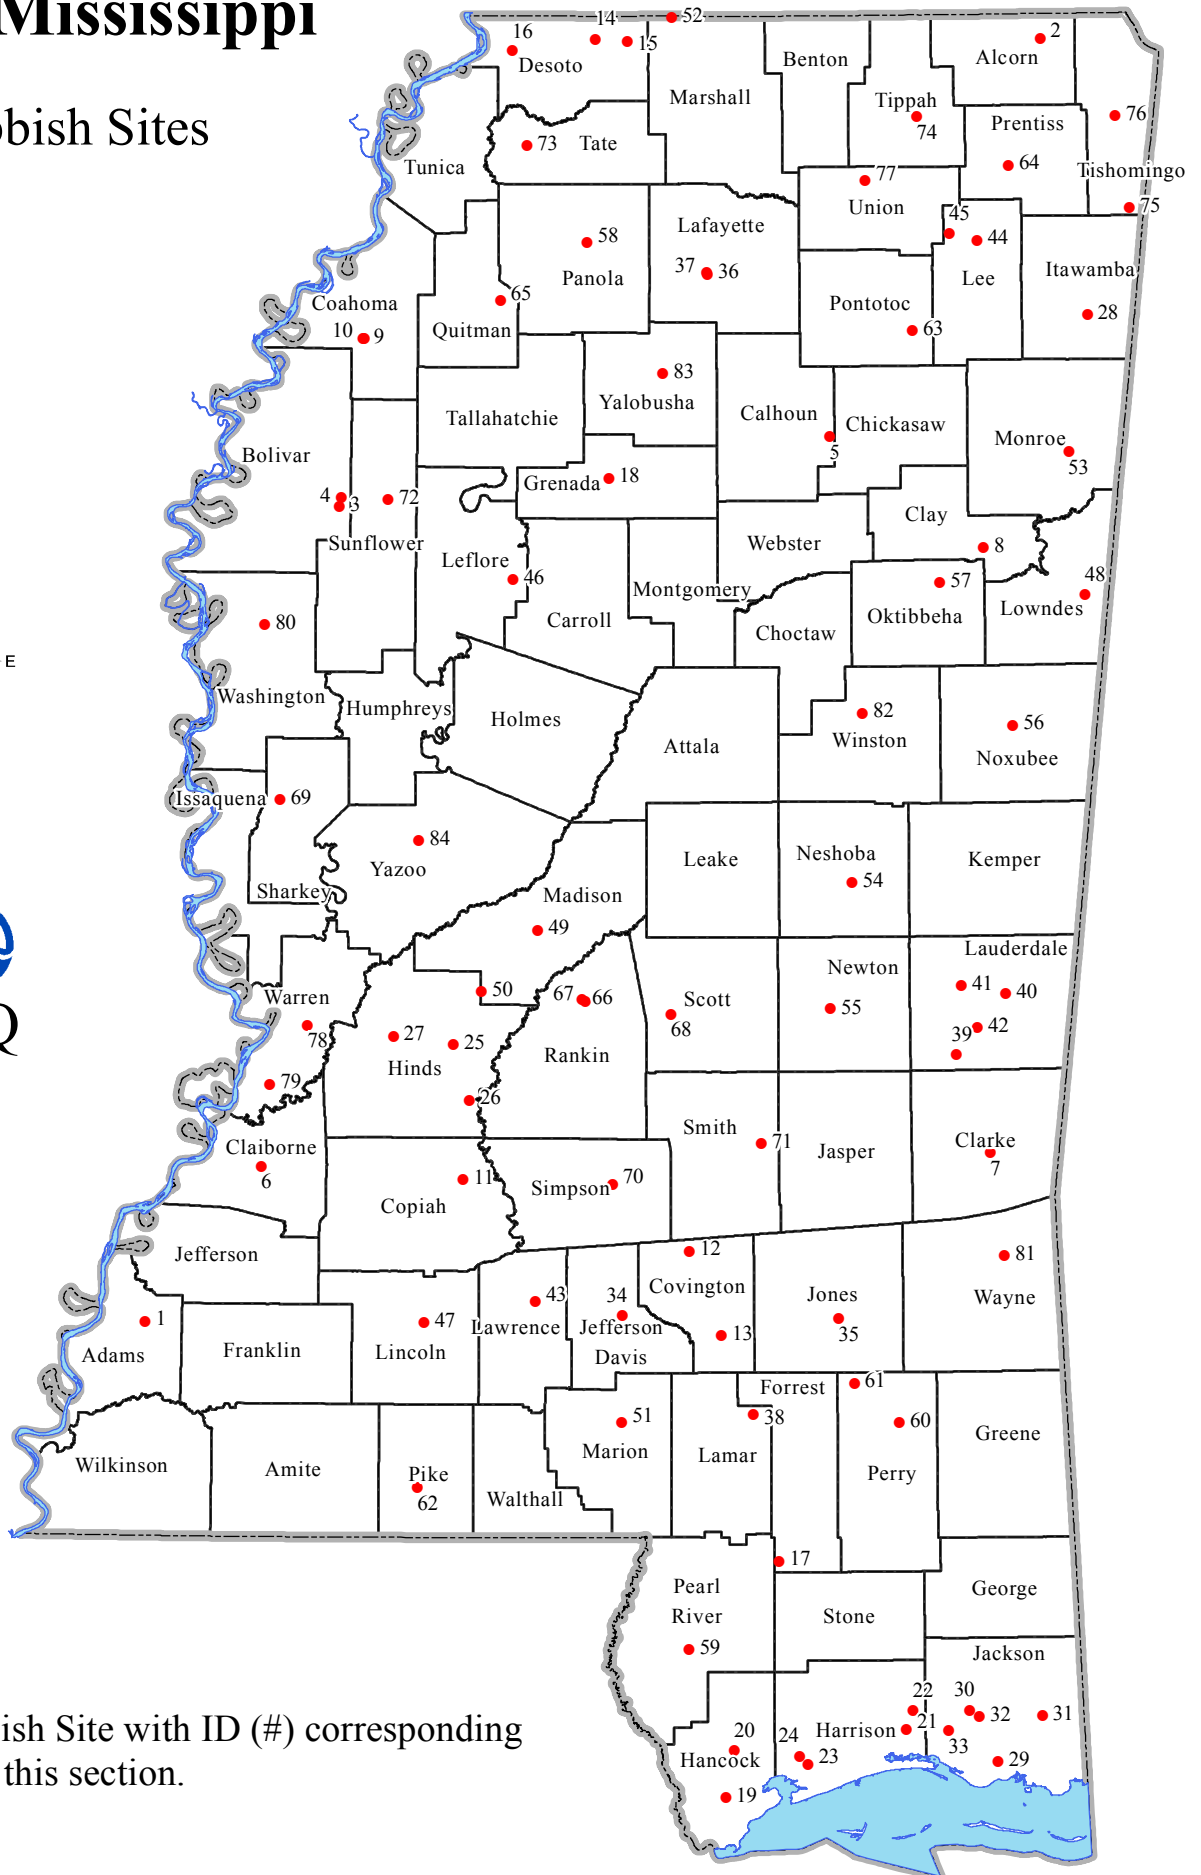 Mississippi
bish Sites
14
52
16
15
2
Desoto
Benton
Alcorn
Marshall
Tippah
74
76
Prentiss
73
Tate
64
Tunica
Tishomingo
77
Union
75
45
44
58
Lafayette
37
36
Panola
Lee
Itawamba
Coahoma
65
Pontotoc
28
10
9
Quitman
63
83
Yalobusha
Tallahatchie
Calhoun
Chickasaw
5
Monroe
53
Bolivar
18
Grenada
4
3
72
Clay
Sunflower
Webster
8
Leflore
46
57
48
Montgomery
Lowndes
80
Carroll
Oktibbeha
Choctaw
E
Washington
Humphreys
Holmes
82
Winston
56
Attala
Noxubee
Issaquena
69
84
Yazoo
Leake
Neshoba
Kemper
54
Sharkey
Madison
49
Lauderdale
Newton
41
40
50
67
66
Warren
Scott
68
55
Q
78
27
25
39
42
Hinds
Rankin
79
26
Smith
71
Clarke
7
Claiborne
6
Jasper
11
Simpson
70
Copiah
Jefferson
12
81
Covington
43
34
Jones
Wayne
1
47
Lawrence
Jefferson
Davis
13
35
Adams
Franklin
Lincoln
Forrest
61
51
38
60
Marion
Lamar
Greene
Wilkinson
Amite
Pike
62
Perry
Walthall
17
Pearl
River
George
Stone
59
Jackson
22
30
32
31
20
24
Harrison
21
33
ish Site with ID (#) corresponding
Hancock
23
29
this section.
19